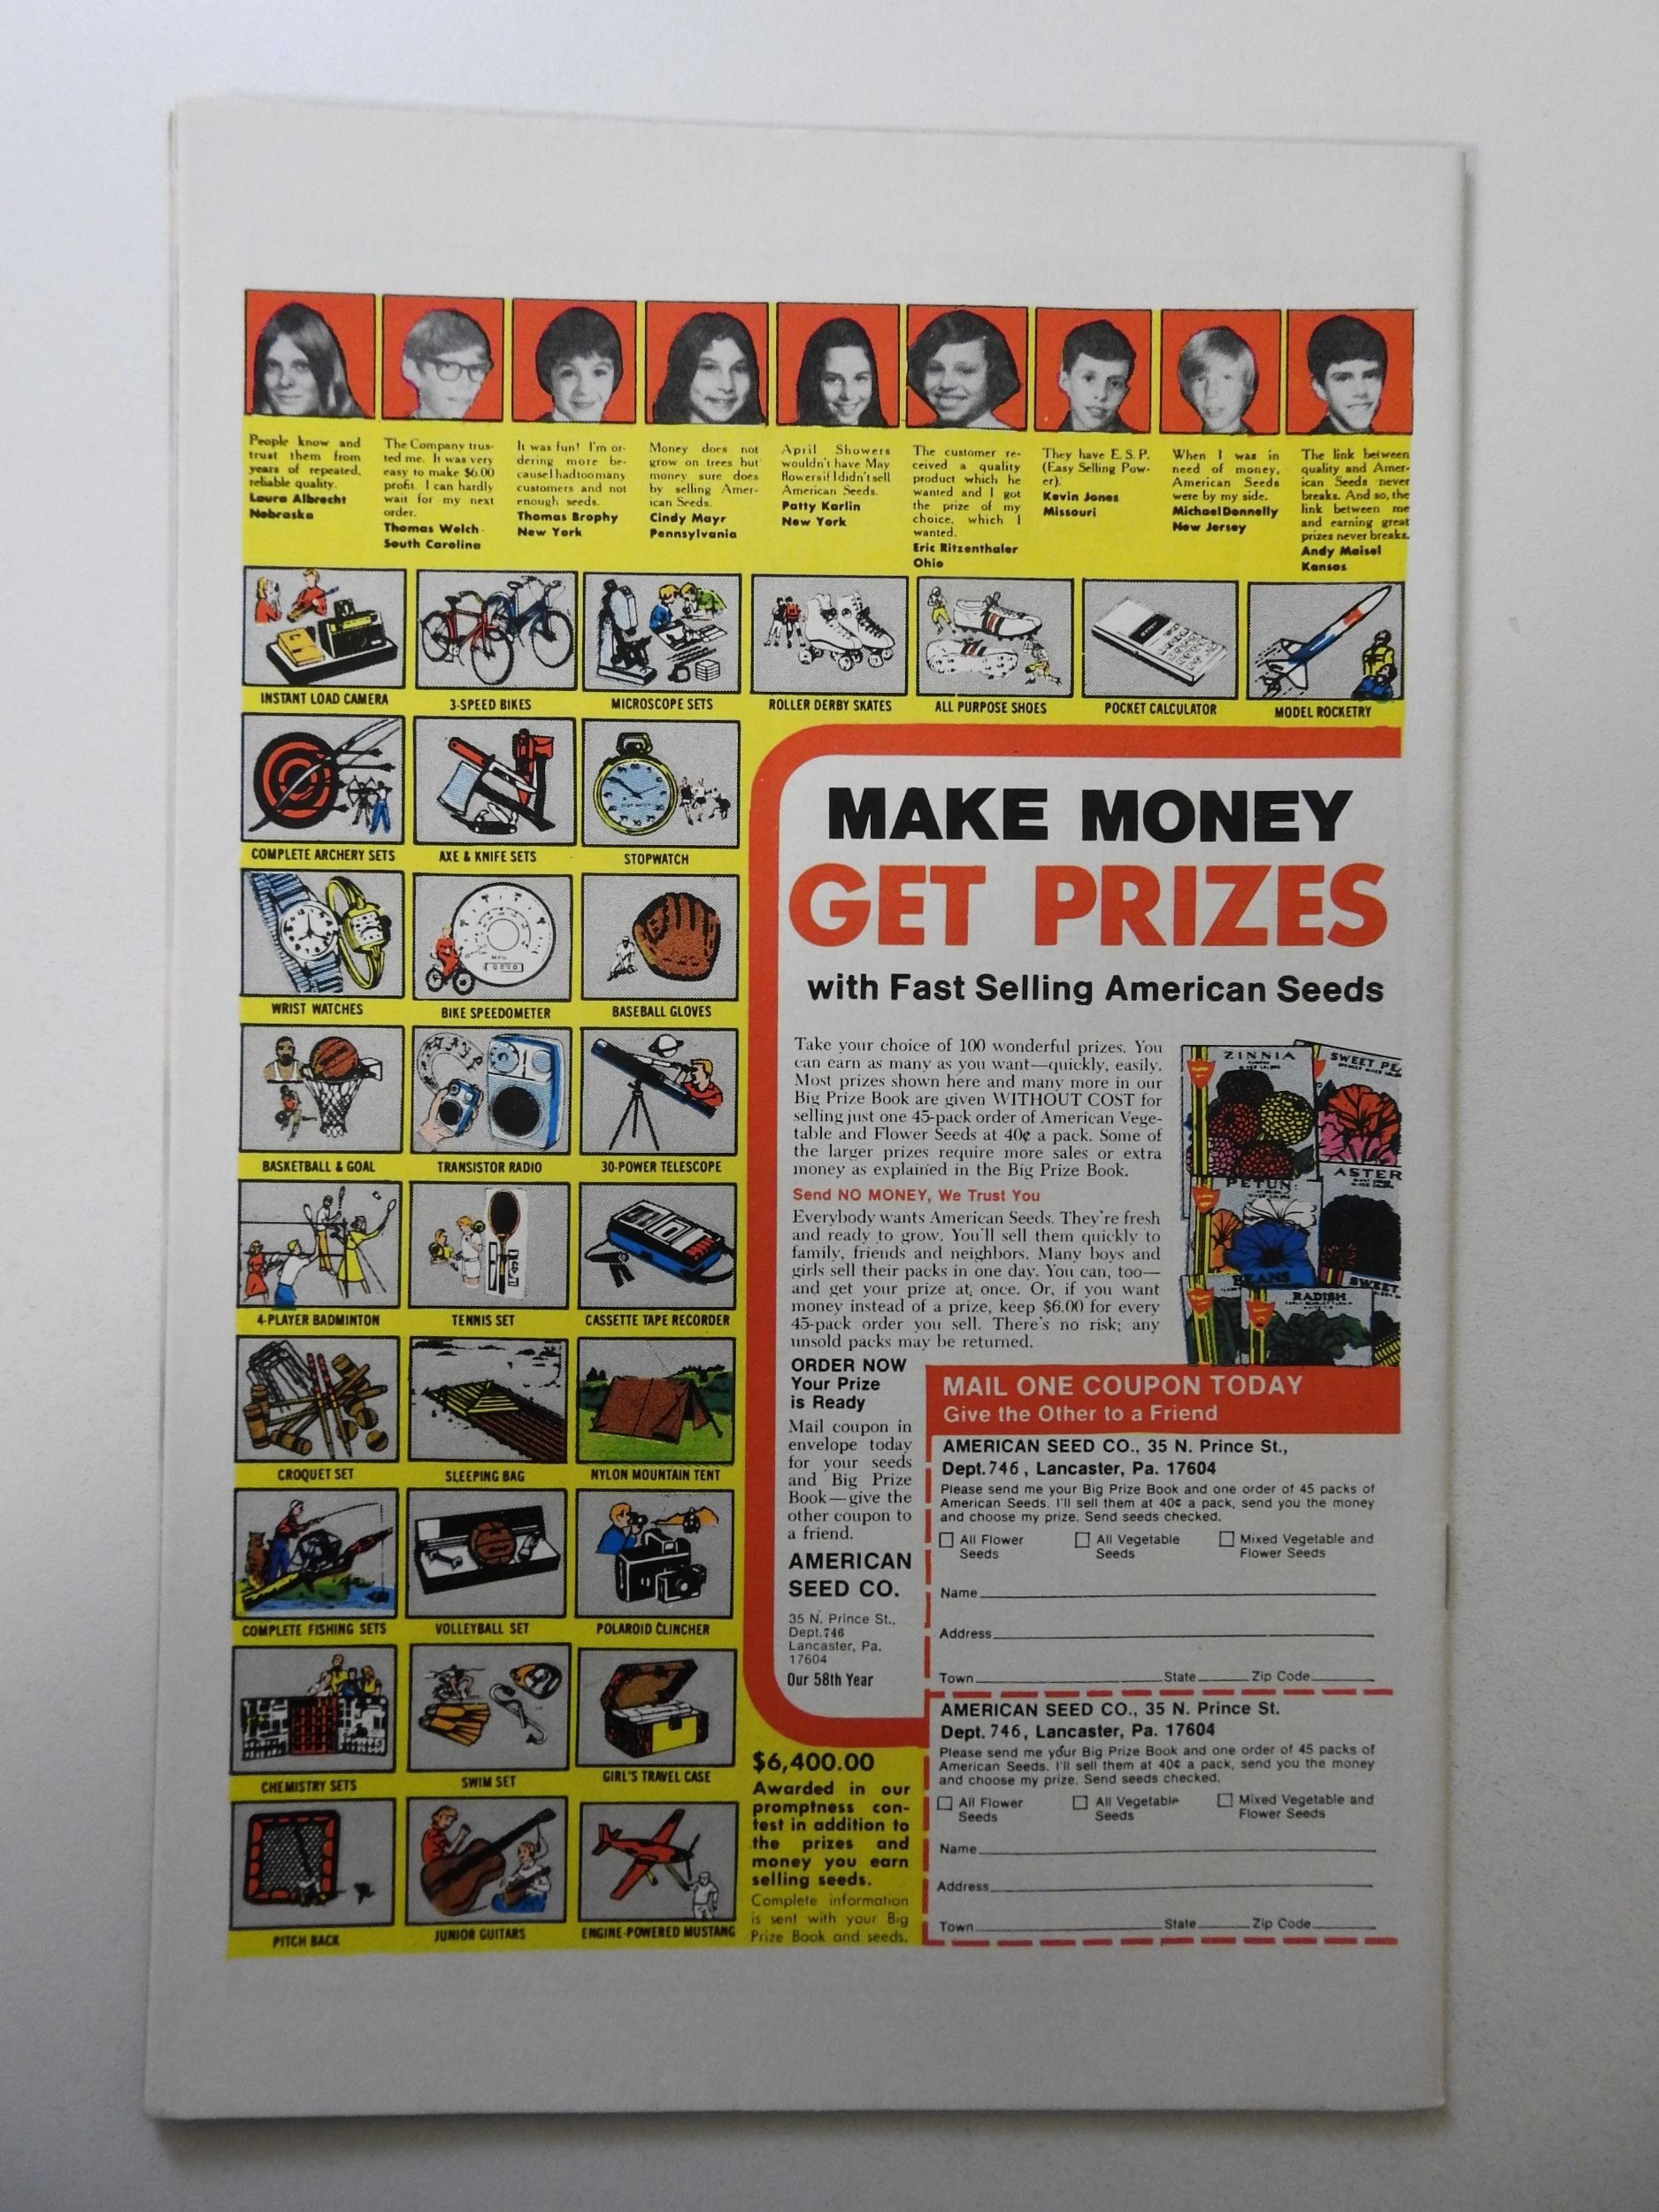 People know and
trust them from
years of repeated,
reliable quality.
Laura Albrecht
Nebraska
The Company trus-
ted me. It was very
easy to make $6.00
profit. I can hardly
wait for my next
order.
Thomas Welch
South Carolina
It was fun! I'm or-
dering more be-
cause I had too many
customers and not
enough seeds.
Thomas Brophy
New York
Money does not
grow on trees but
money sure does
by selling Amer-
ican Seeds.
Cindy Mayr
Pennsylvania
April Showers
wouldn't have May
flowers if I didn't sell
American Seeds.
Patty Karlin
New York
The customer re-
ceived a quality
product which he
wanted and I got
the prize of my
choice, which I
wanted.
Eric Ritzenthaler
Ohio
They have E.S.P.
(Easy Selling Pow-
er).
Kevin Jones
Missouri
When I was in
need of money,
American Seeds
were by my side.
Michael Donnelly
New Jersey
The link between
quality and Amer-
ican Seeds never
breaks. And so, the
link between me
and earning great
prizes never breaks.
Andy Maisel
Kansas
INSTANT LOAD CAMERA
3-SPEED BIKES
MICROSCOPE SETS
ROLLER DERBY SKATES
ALL PURPOSE SHOES
POCKET CALCULATOR
MODEL ROCKETRY
COMPLETE ARCHERY SETS
AXE & KNIFE SETS
STOPWATCH
WRIST WATCHES
BIKE SPEEDOMETER
BASEBALL GLOVES
BASKETBALL & GOAL
TRANSISTOR RADIO
30-POWER TELESCOPE
4-PLAYER BADMINTON
TENNIS SET
CASSETTE TAPE RECORDER
CROQUET SET
SLEEPING BAG
NYLON MOUNTAIN TENT
COMPLETE FISHING SETS
VOLLEYBALL SET
POLAROID CLINCHER
CHEMISTRY SETS
SWIM SET
GIRL'S TRAVEL CASE
PITCH BACK
JUNIOR GUITARS
ENGINE-POWERED MUSTANG
MAKE MONEY
GET PRIZES
with Fast Selling American Seeds
Take your choice of 100 wonderful prizes. You
can earn as many as you want—quickly, easily.
Most prizes shown here and many more in our
Big Prize Book are given WITHOUT COST for
selling just one 45-pack order of American Vege-
table and Flower Seeds at 40¢ a pack. Some of
the larger prizes require more sales or extra
money as explained in the Big Prize Book.
Send NO MONEY, We Trust You
Everybody wants American Seeds. They're fresh
and ready to grow. You'll sell them quickly to
family, friends and neighbors. Many boys and
girls sell their packs in one day. You can, too—
and get your prize at once. Or, if you want
money instead of a prize, keep $6.00 for every
45-pack order you sell. There's no risk; any
unsold packs may be returned.
ZINNIA
SWEET PE
ASTER
PETUN
BEANS
SWEET
RADISH
ORDER NOW
Your Prize
is Ready
Mail coupon in
envelope today
for your seeds
and Big Prize
Book—give the
other coupon to
a friend.
AMERICAN
SEED CO.
35 N. Prince St.,
Dept. 746
Lancaster, Pa.
17604
Our 58th Year
MAIL ONE COUPON TODAY
Give the Other to a Friend
AMERICAN SEED CO., 35 N. Prince St.,
Dept. 746, Lancaster, Pa. 17604
Please send me your Big Prize Book and one order of 45 packs of
American Seeds. I'll sell them at 40¢ a pack, send you the money
and choose my prize. Send seeds checked.
All Flower Seeds
All Vegetable Seeds
Mixed Vegetable and Flower Seeds
Name
Address
Town State Zip Code
AMERICAN SEED CO., 35 N. Prince St.
Dept. 746, Lancaster, Pa. 17604
Please send me your Big Prize Book and one order of 45 packs of
American Seeds. I'll sell them at 40¢ a pack, send you the money
and choose my prize. Send seeds checked.
All Flower Seeds
All Vegetable Seeds
Mixed Vegetable and Flower Seeds
Name
Address
Town State Zip Code
$6,400.00
Awarded in our
promptness con-
test in addition to
the prizes and
money you earn
selling seeds.
Complete information
is sent with your Big
Prize Book and seeds.